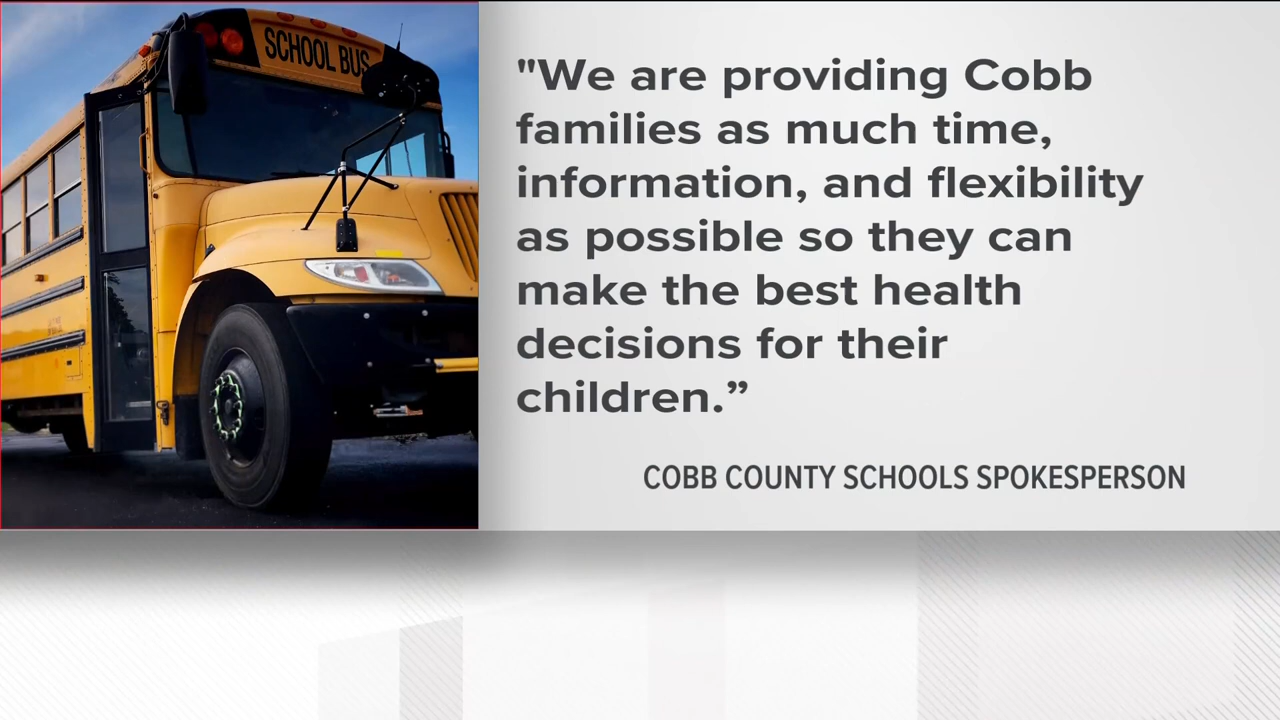 SCHOOL BUS
"We are providing Cobb
families as much time,
information, and flexibility
as possible so they can
make the best health
decisions for their
children.”
COBB COUNTY SCHOOLS SPOKESPERSON